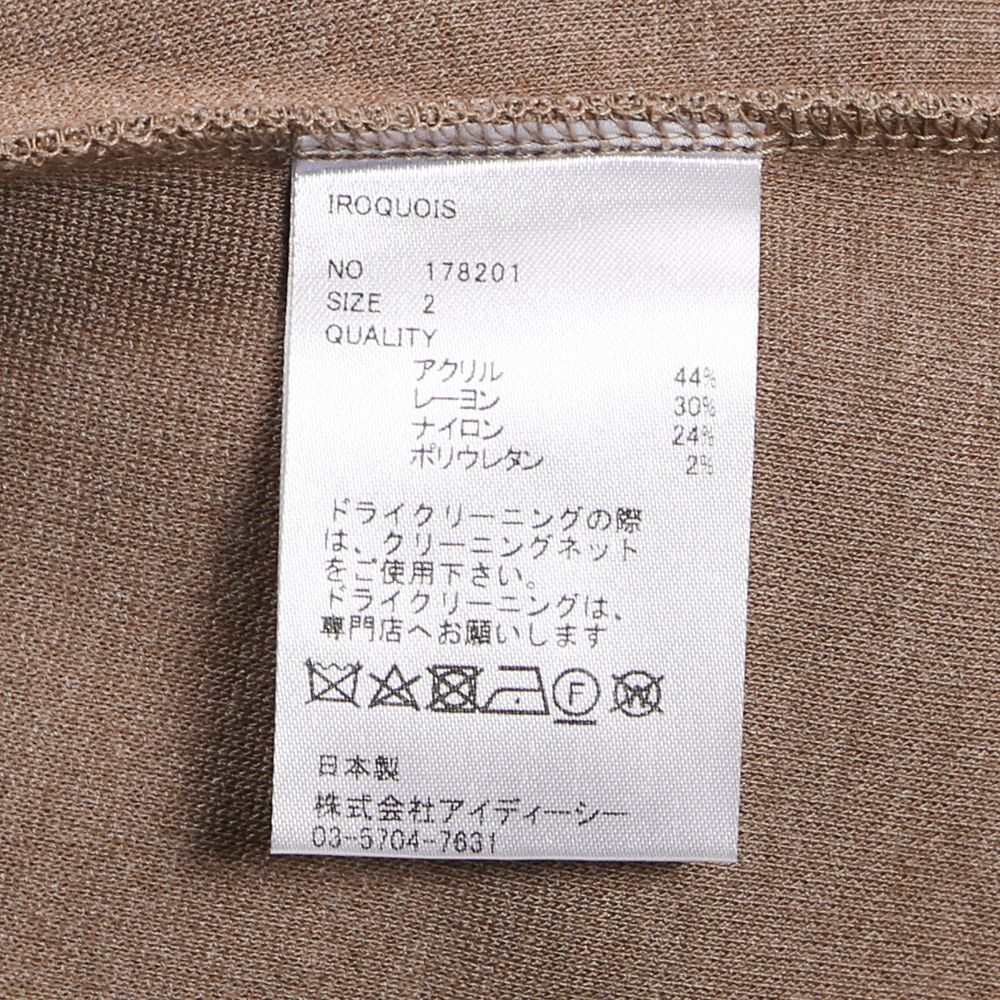 IROQUOIS
NO 178201
SIZE 2
QUALITY
アクリル 44%
レーヨン 30%
ナイロン 24%
ポリウレタン 2%
ドライクリーニングの際
は、クリーニングネット
をご使用下さい。
ドライクリーニングは、
専門店へお願いします
F W
日本製
株式会社アイディーシー
03-5704-7631